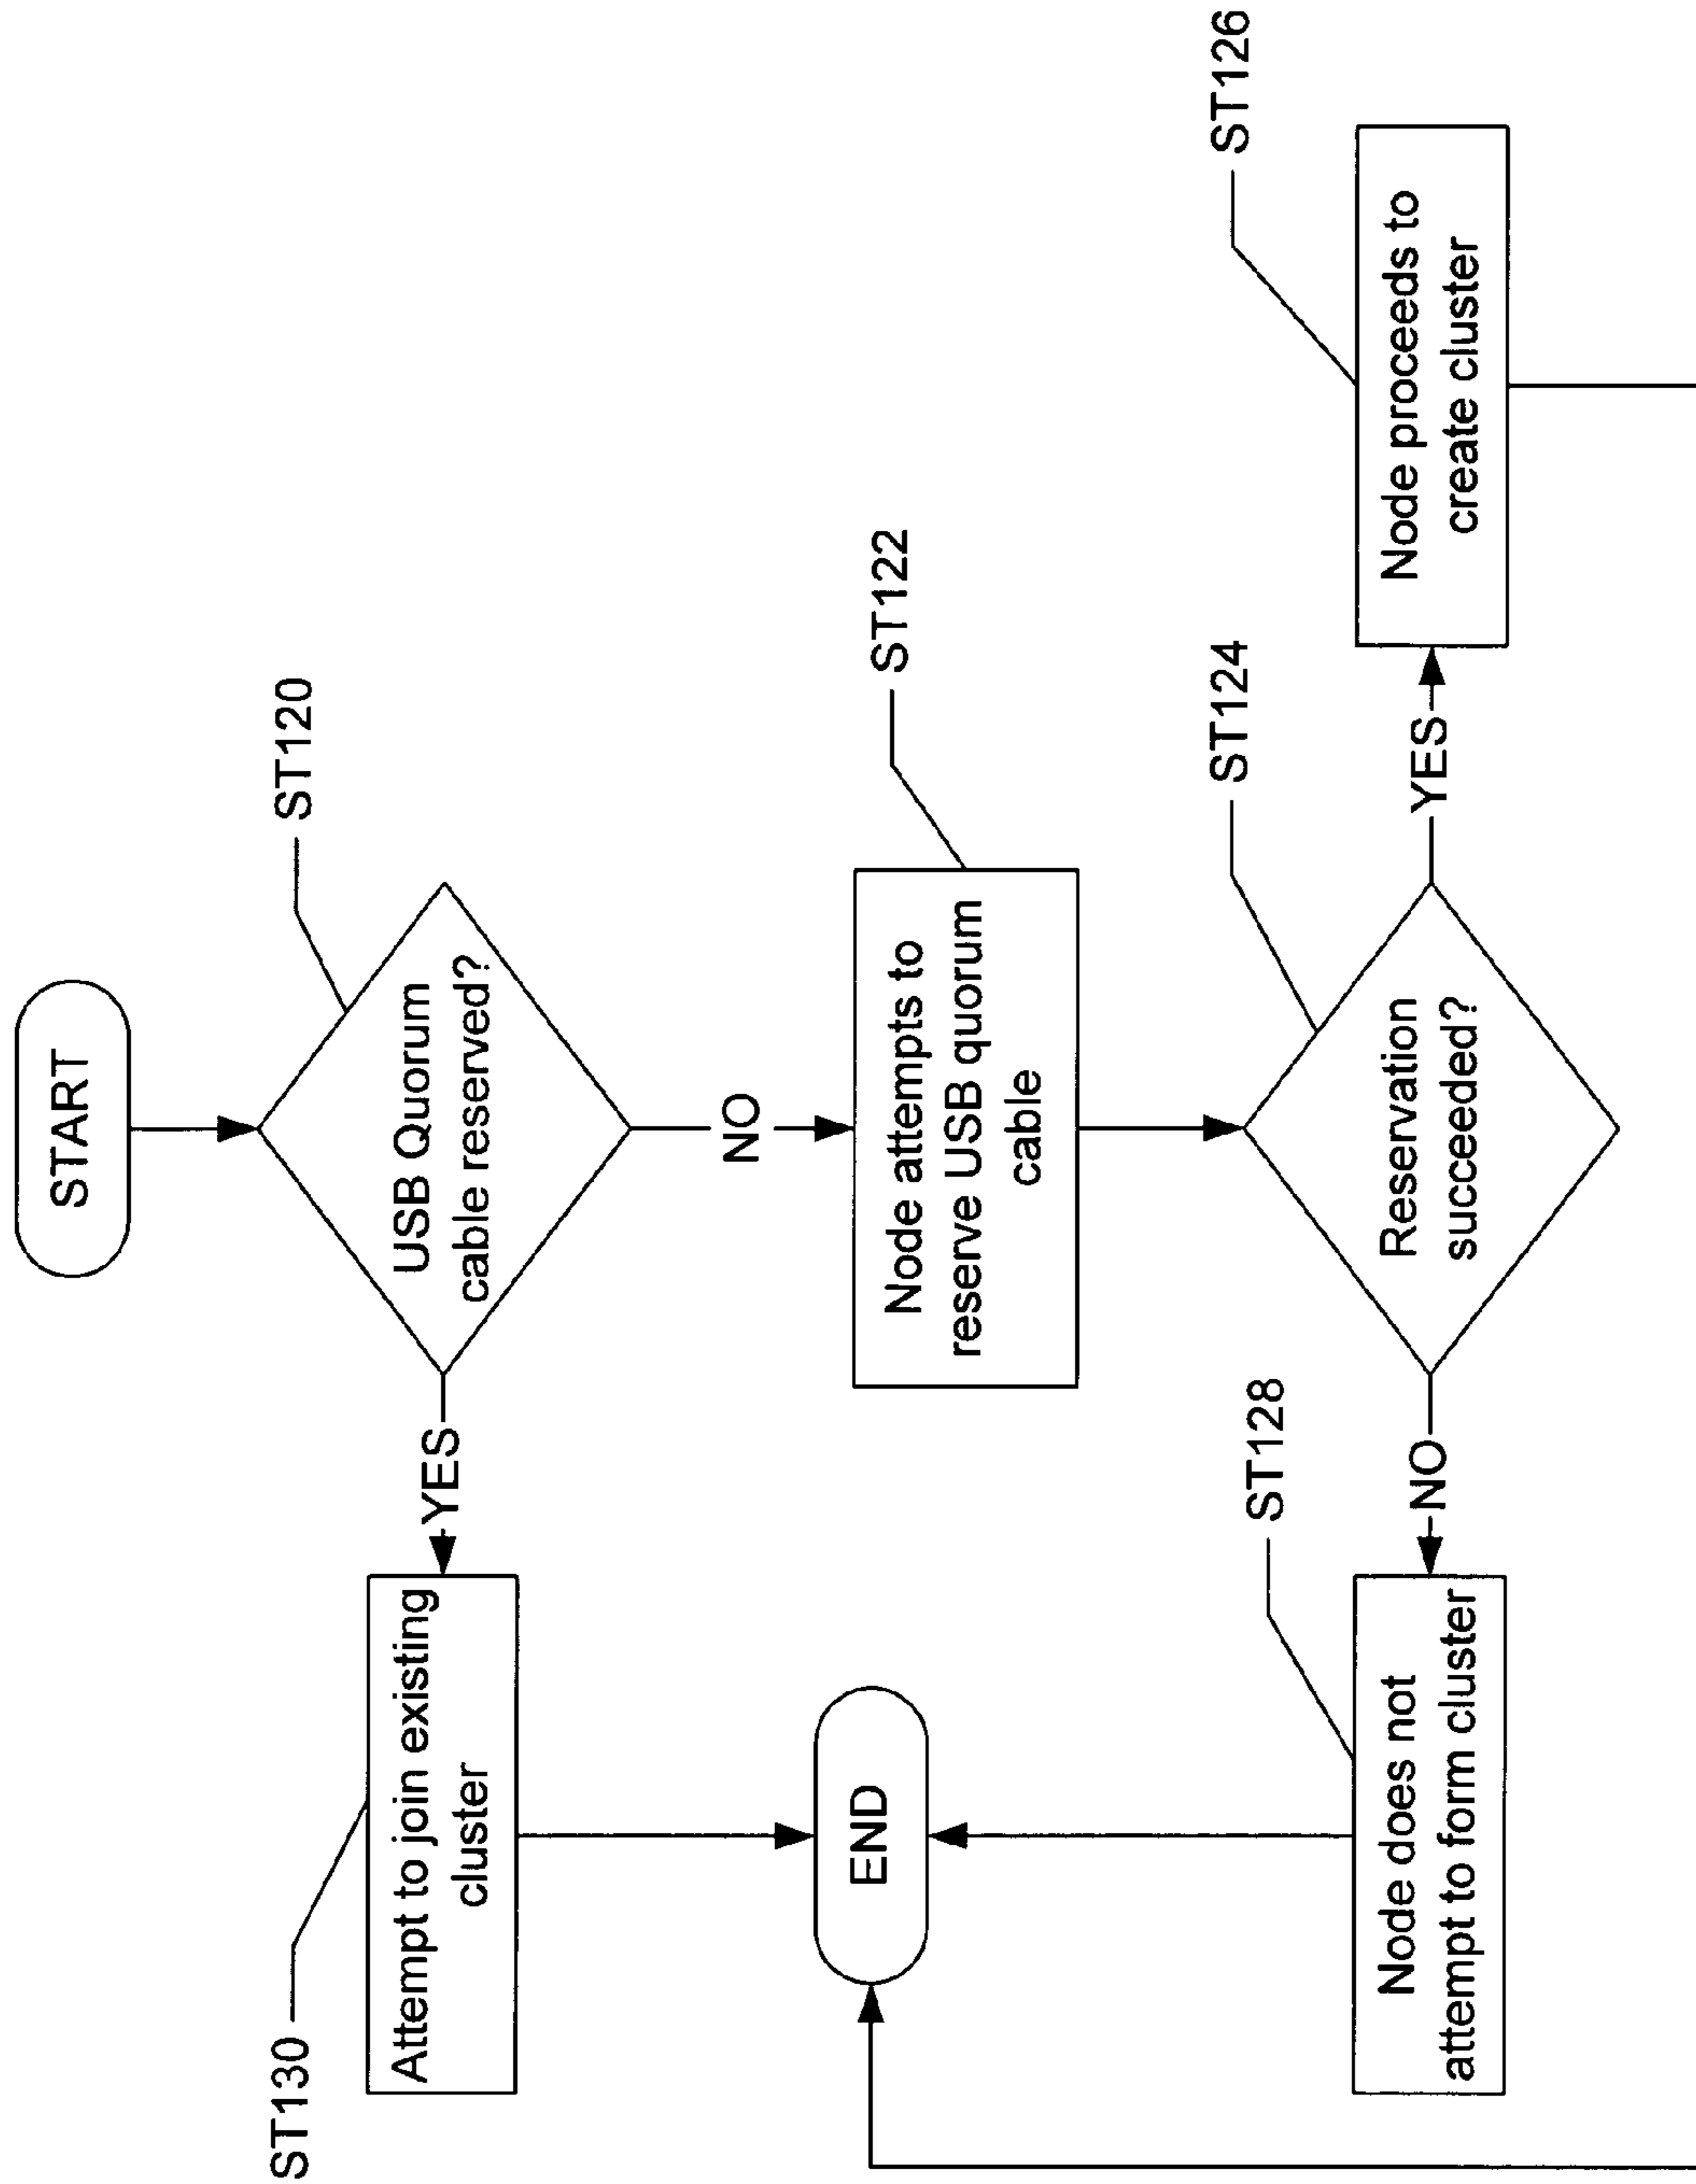 START
ST120
USB Quorum
cable reserved?
YES
ST130
Attempt to join existing
cluster
NO
ST122
Node attempts to
reserve USB quorum
cable
END
ST124
Reservation
succeeded?
YES
ST126
Node proceeds to
create cluster
NO
ST128
Node does not
attempt to form cluster